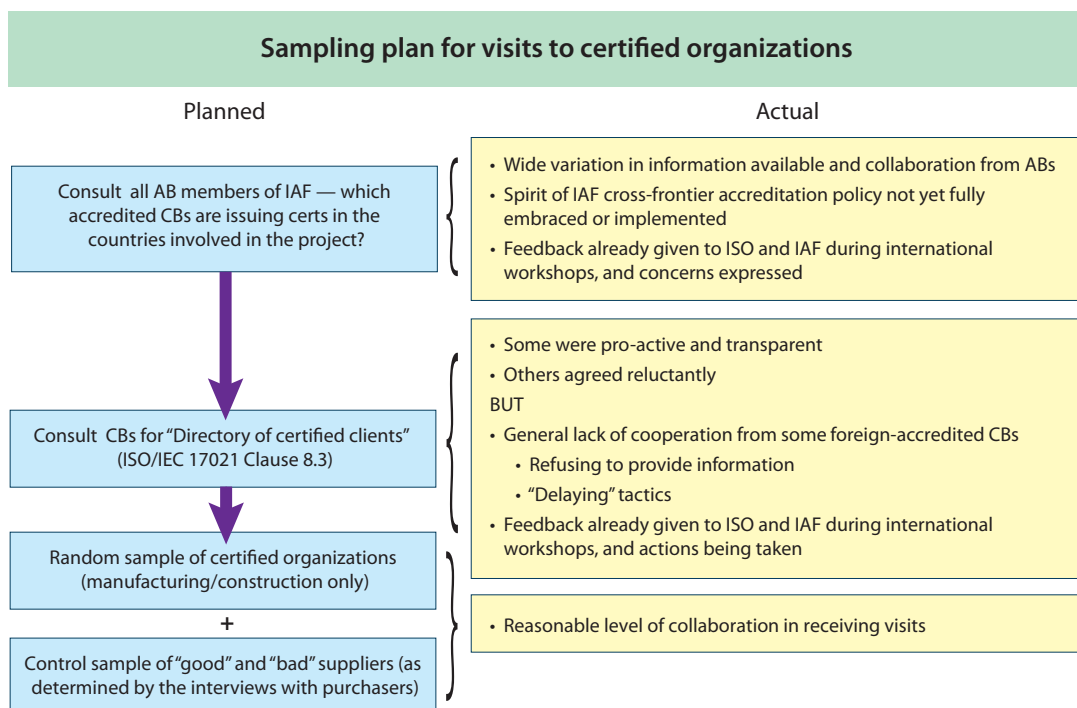 Sampling plan for visits to certified organizations
Planned
Actual
Consult all AB members of IAF — which
accredited CBs are issuing certs in the
countries involved in the project?
• Wide variation in information available and collaboration from ABs
• Spirit of IAF cross-frontier accreditation policy not yet fully
embraced or implemented
• Feedback already given to ISO and IAF during international
workshops, and concerns expressed
Consult CBs for “Directory of certified clients”
(ISO/IEC 17021 Clause 8.3)
• Some were pro-active and transparent
• Others agreed reluctantly
BUT
• General lack of cooperation from some foreign-accredited CBs
• Refusing to provide information
• “Delaying” tactics
• Feedback already given to ISO and IAF during international
workshops, and actions being taken
Random sample of certified organizations
(manufacturing/construction only)
+
Control sample of “good” and “bad” suppliers (as
determined by the interviews with purchasers)
• Reasonable level of collaboration in receiving visits